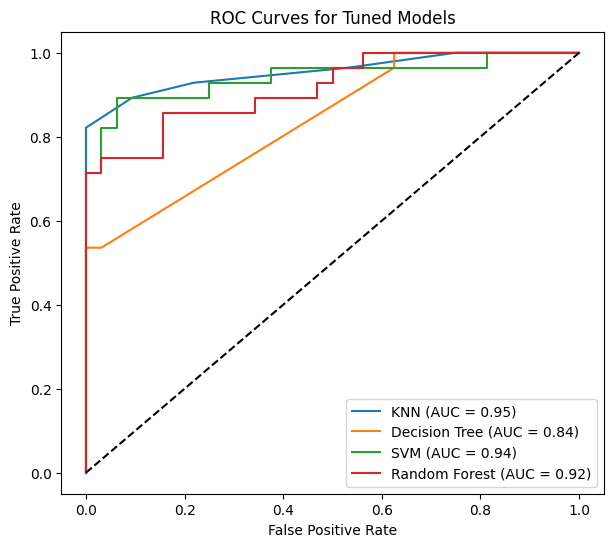 ROC Curves for Tuned Models
True Positive Rate
1.0
0.8
0.6
0.4
0.2
0.0
KNN (AUC = 0.95)
Decision Tree (AUC = 0.84)
SVM (AUC = 0.94)
Random Forest (AUC = 0.92)
0.0 0.2 0.4 0.6 0.8 1.0
False Positive Rate